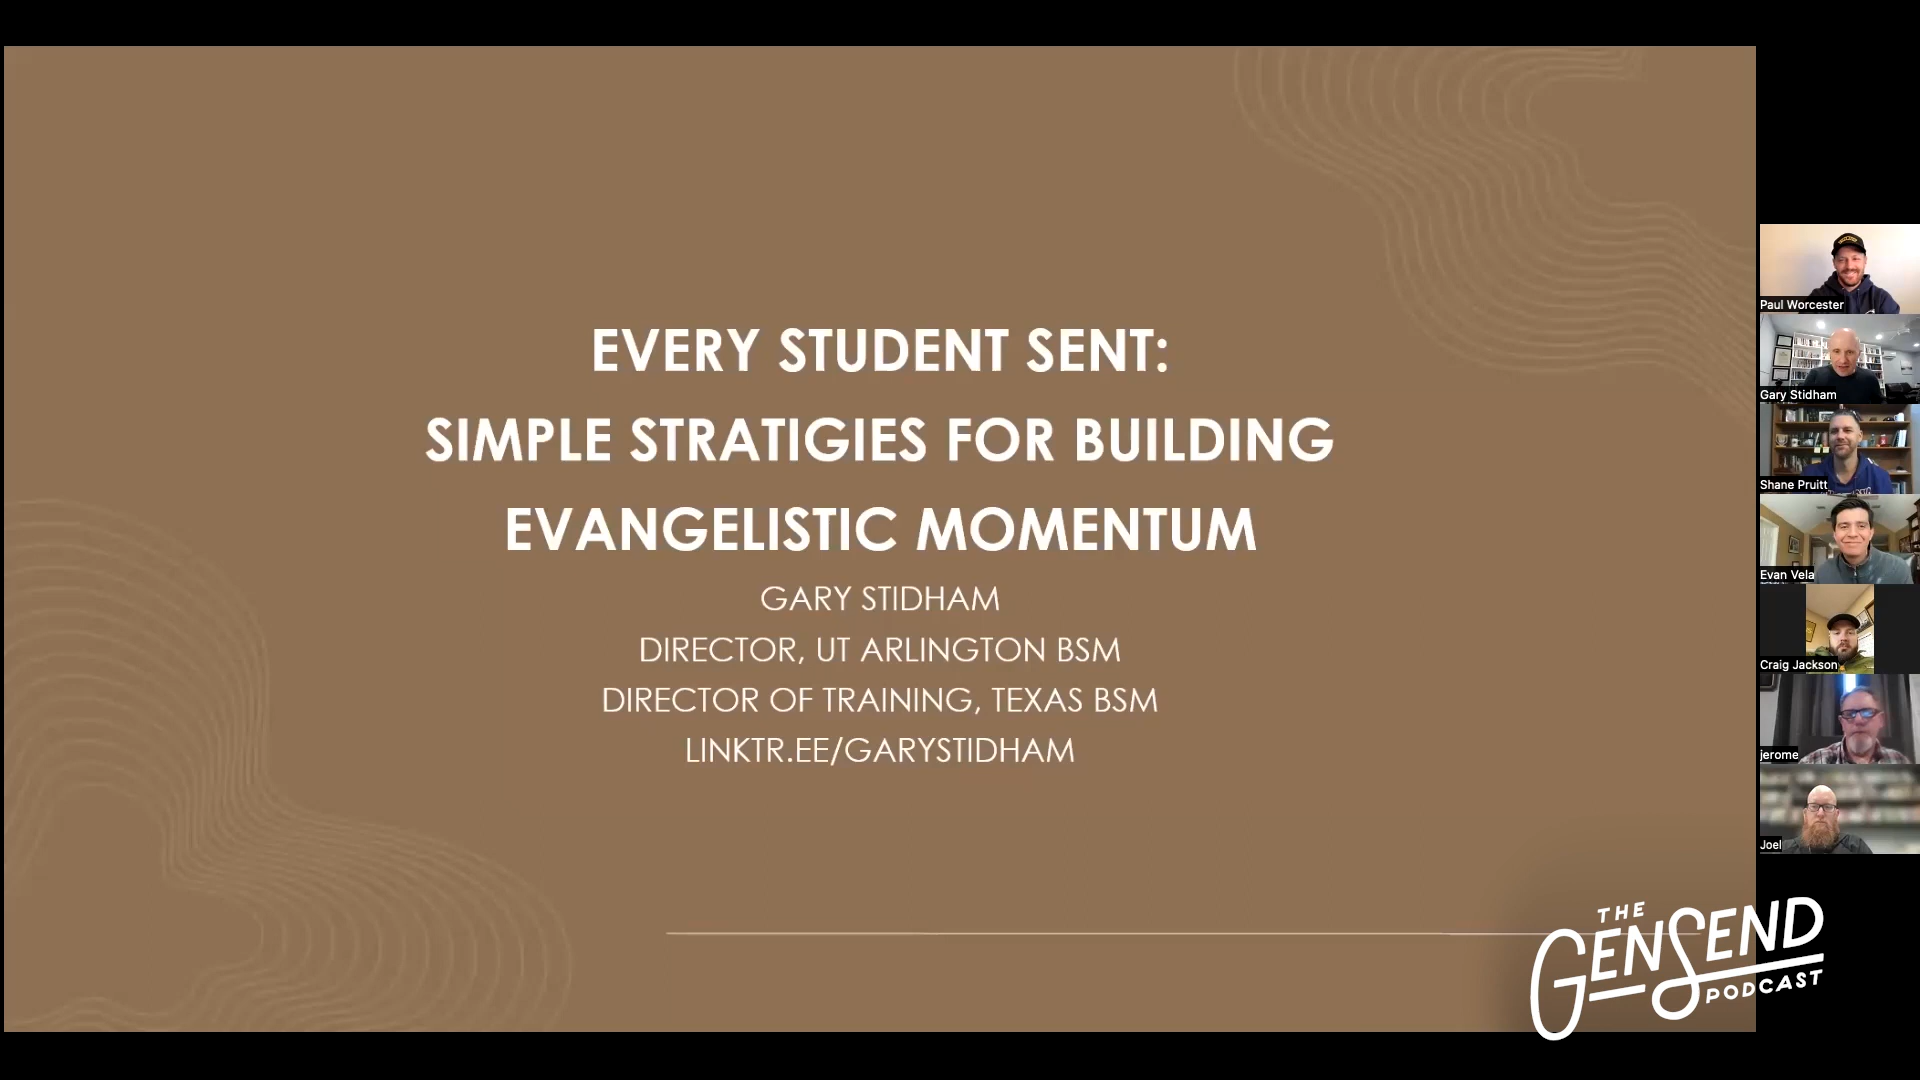 EVERY STUDENT SENT:
SIMPLE STRATIGIES FOR BUILDING
EVANGELISTIC MOMENTUM
GARY STIDHAM
DIRECTOR, UT ARLINGTON BSM
DIRECTOR OF TRAINING, TEXAS BSM
LINKTR.EE/GARYSTIDHAM
Paul Worcester
Gary Stidham
Shane Pruitt
Evan Vela
Craig Jackson
jerome
Joel
THE
GENSEND
PODCAST